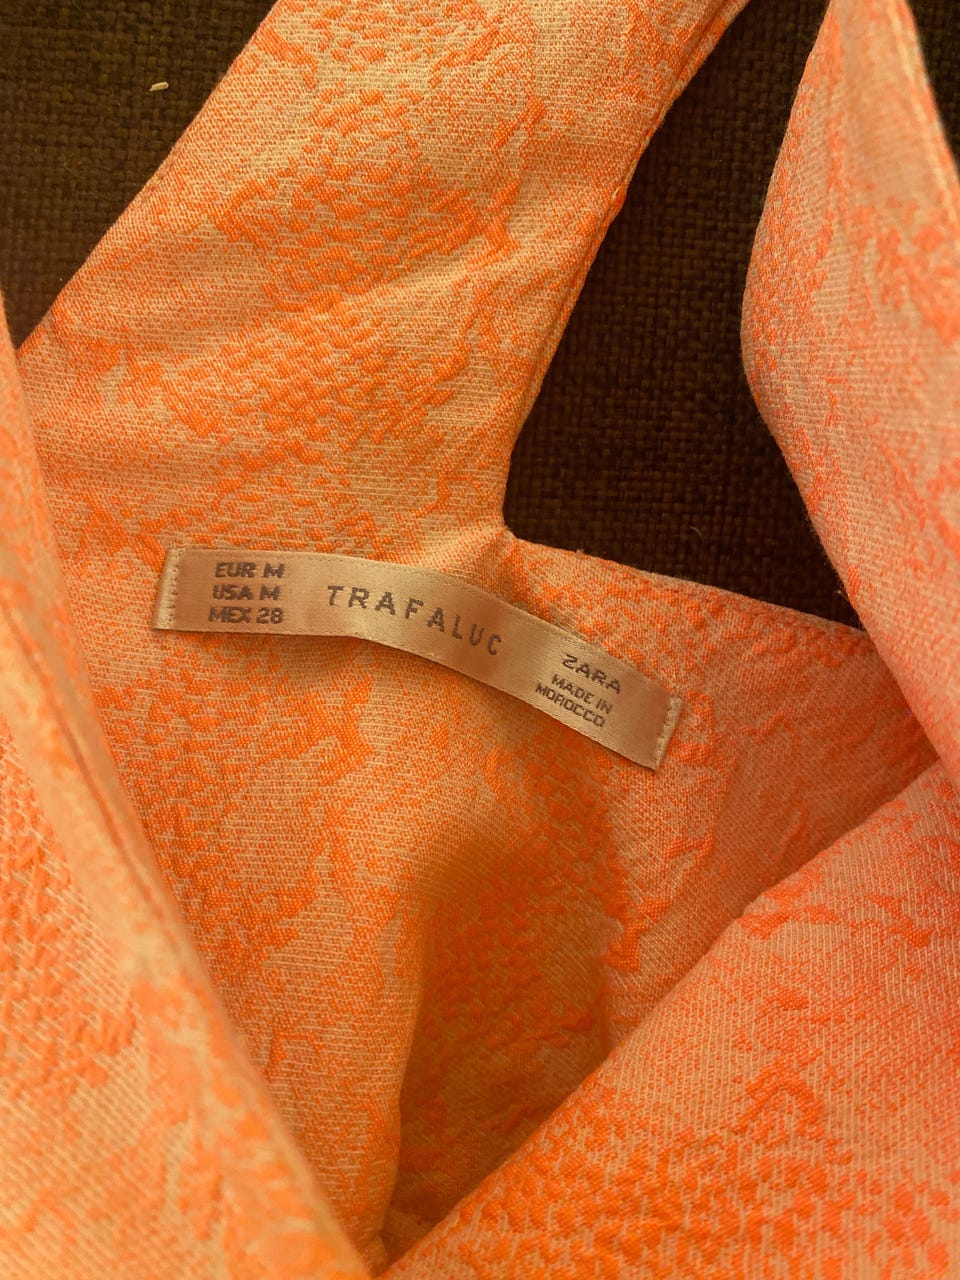 EUR M
USA M
MEX 28
TRAFALUC
ZARA
MADE IN
MOROCCO